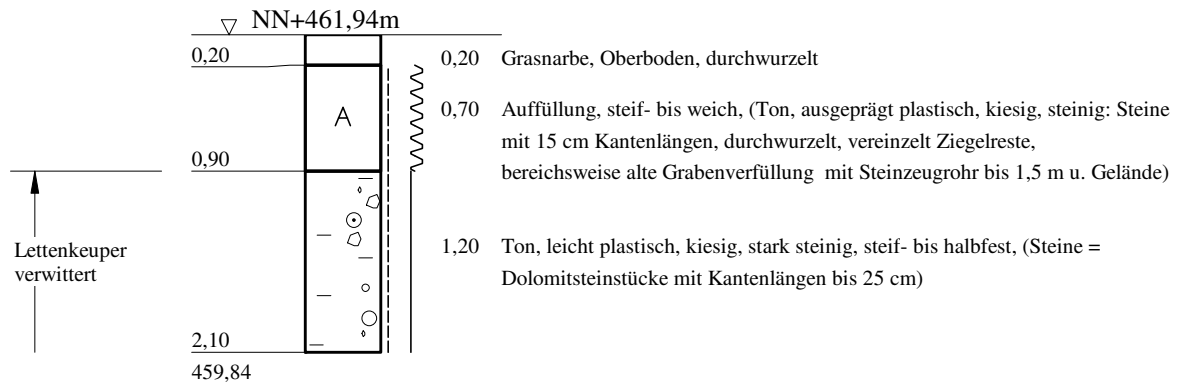 NN+461,94m
0,20
0,20 Grasnarbe, Oberboden, durchwurzelt
A
0,70 Auffüllung, steif- bis weich, (Ton, ausgeprägt plastisch, kiesig, steinig: Steine
mit 15 cm Kantenlängen, durchwurzelt, vereinzelt Ziegelreste,
bereichsweise alte Grabenverfüllung mit Steinzeugrohr bis 1,5 m u. Gelände)
0,90
Lettenkeuper
verwittert
1,20 Ton, leicht plastisch, kiesig, stark steinig, steif- bis halbfest, (Steine =
Dolomitsteinstücke mit Kantenlängen bis 25 cm)
2,10
459,84